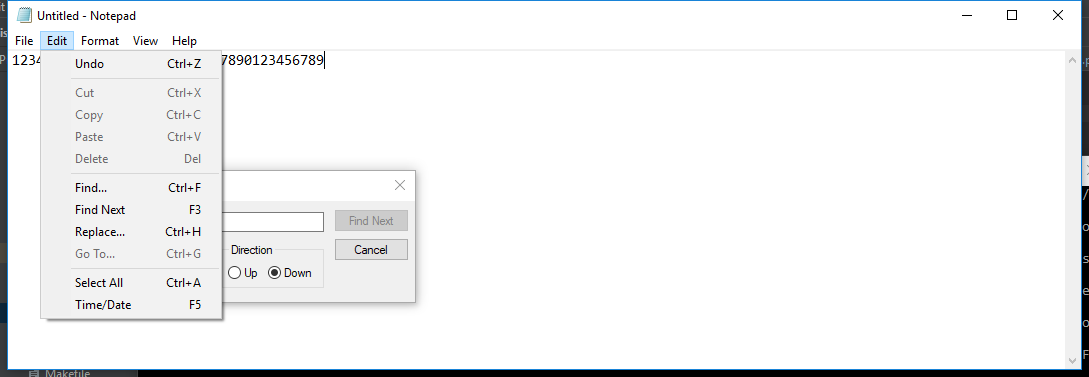 Untitled - Notepad
File Edit Format View Help
1234 7890123456789
Undo Ctrl+Z
Cut Ctrl+X
Copy Ctrl+C
Paste Ctrl+V
Delete Del
Find... Ctrl+F
Find Next F3
Replace... Ctrl+H
Go To... Ctrl+G
Select All Ctrl+A
Time/Date F5
Find Next
Cancel
Direction
Up Down
Makefile